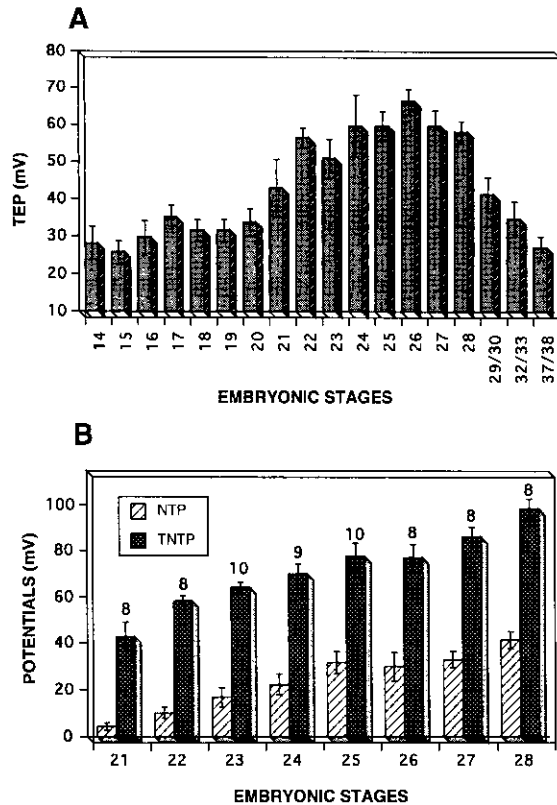 A
80
70
60
50
40
30
20
10
TEP (mV)
14 15 16 17 18 19 20 21 22 23 24 25 26 27 28 29/30 32/33 37/38
EMBRYONIC STAGES
B
NTP
TNTP
100
80
60
40
20
0
POTENTIALS (mV)
8 8 10 9 10 8 8 8
21 22 23 24 25 26 27 28
EMBRYONIC STAGES